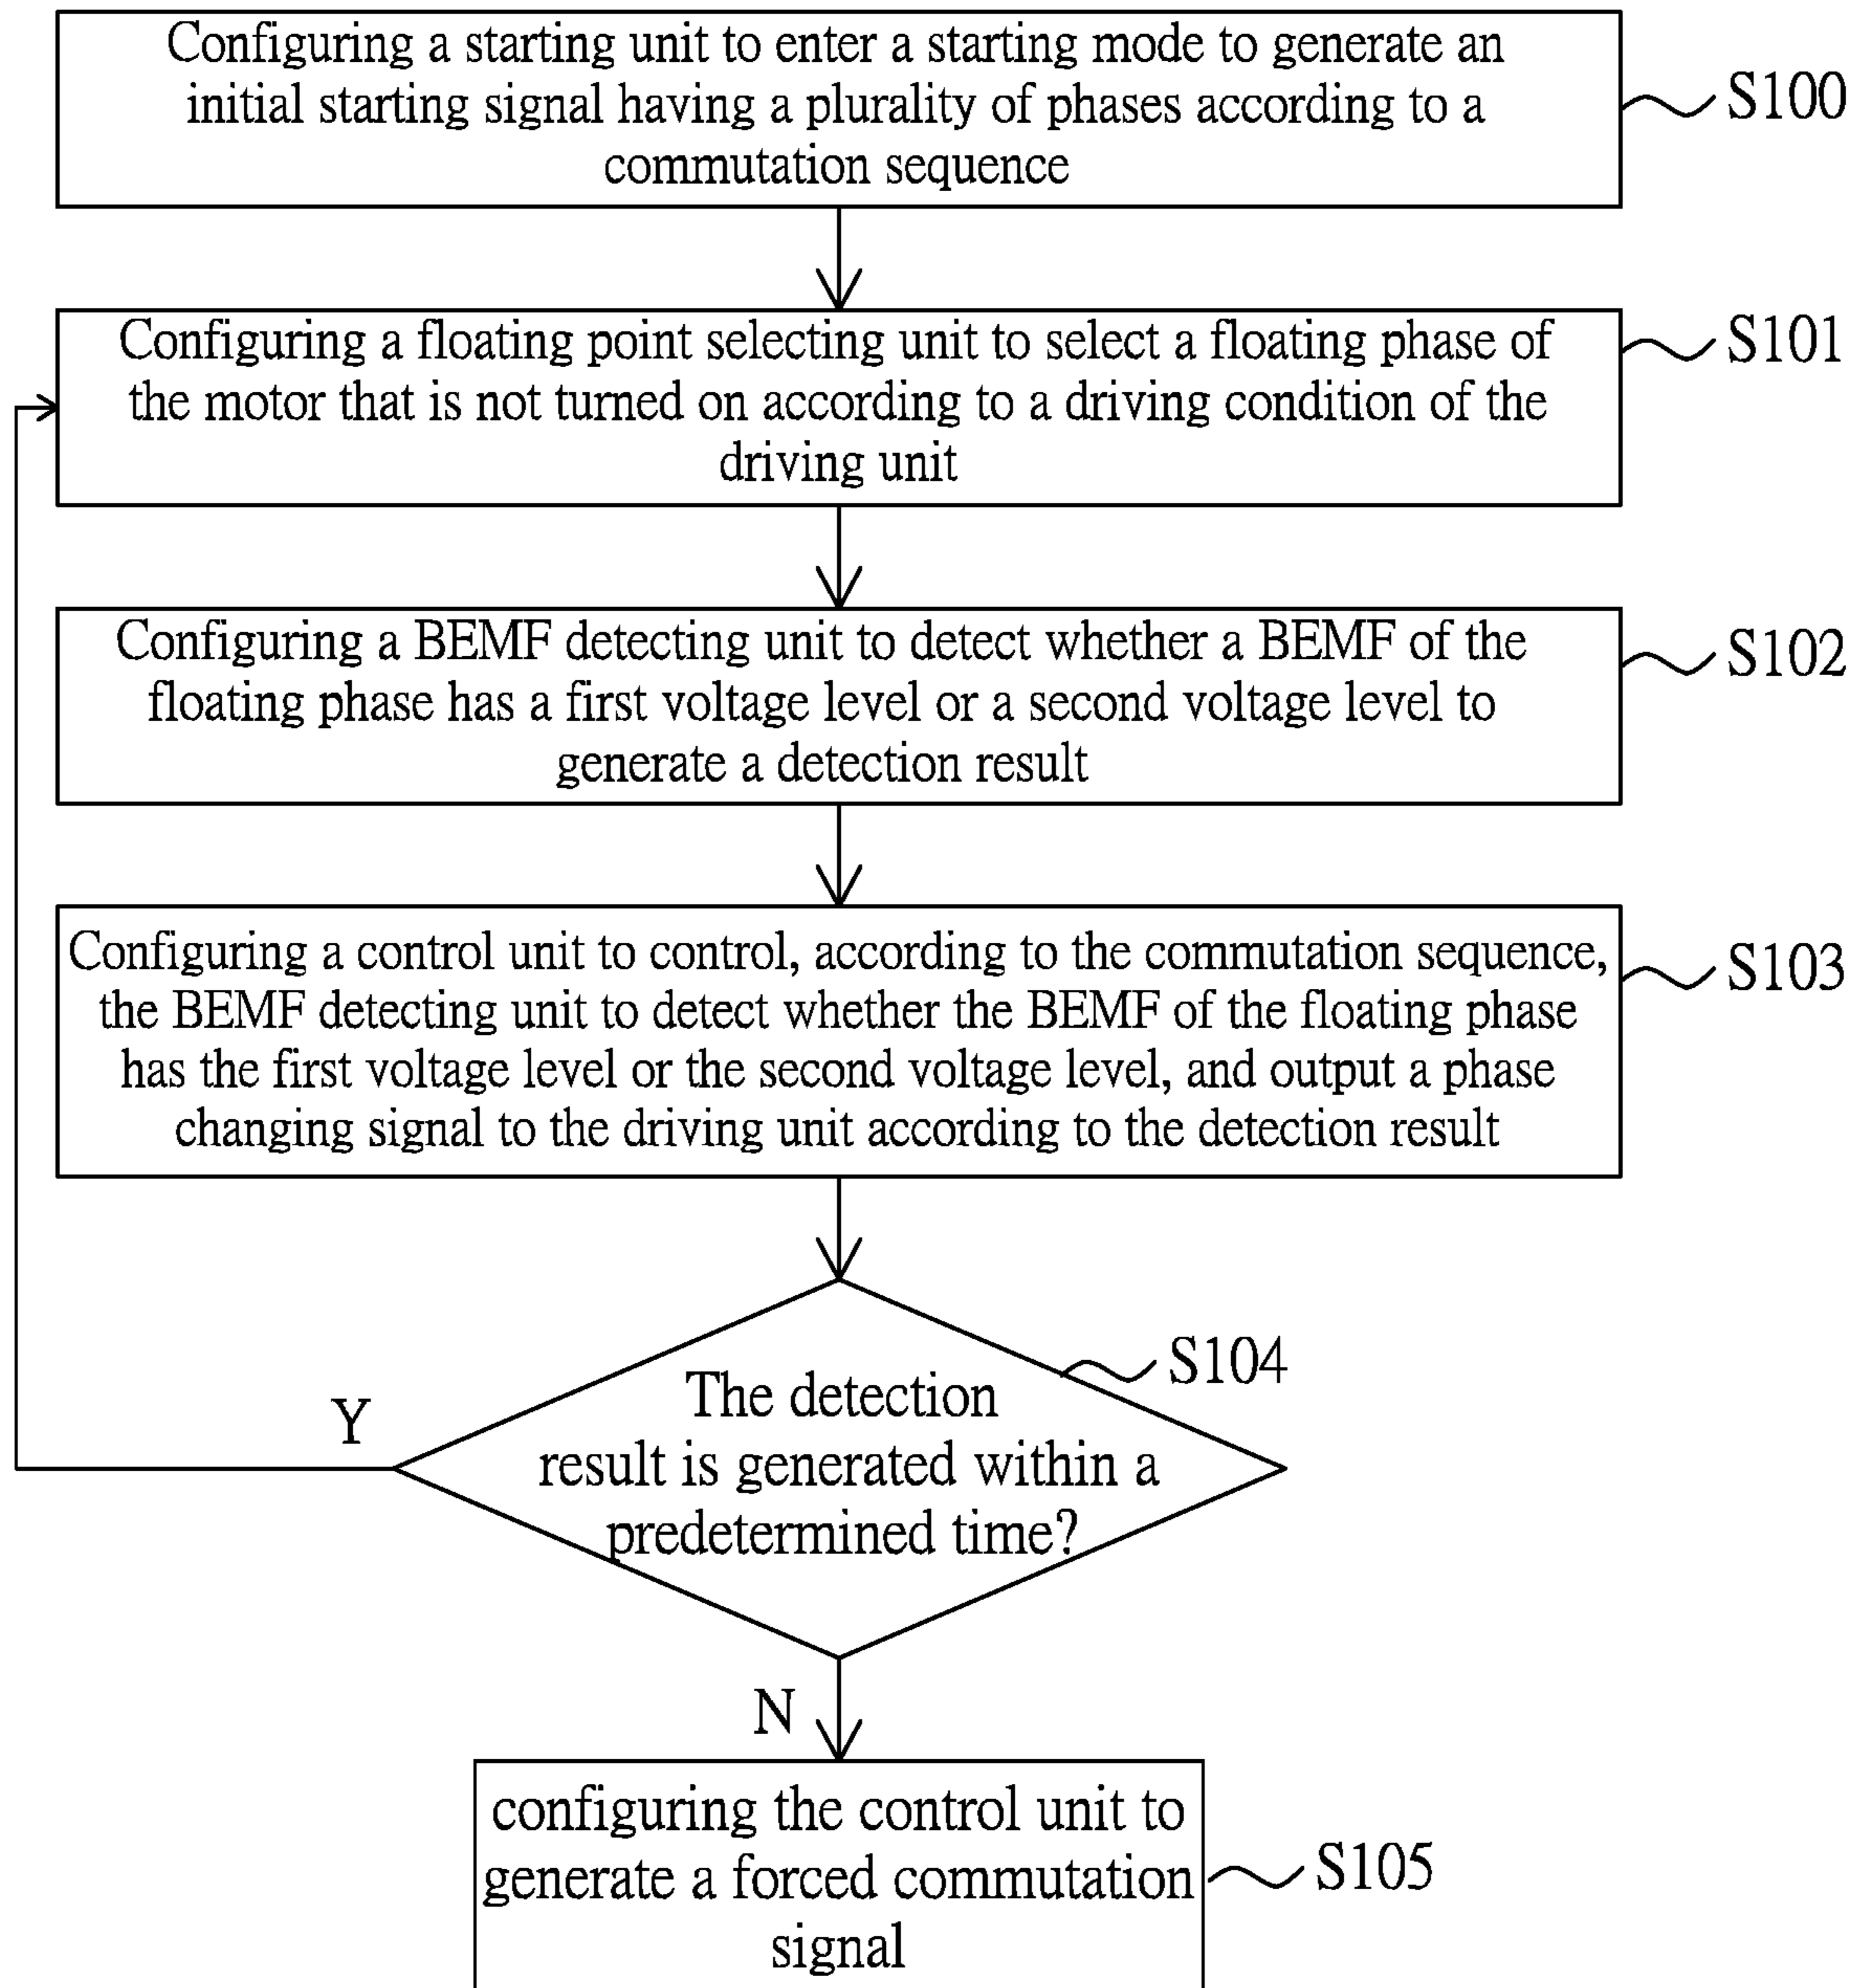 Configuring a starting unit to enter a starting mode to generate an
initial starting signal having a plurality of phases according to a
commutation sequence
S100
Configuring a floating point selecting unit to select a floating phase of
the motor that is not turned on according to a driving condition of the
driving unit
S101
Configuring a BEMF detecting unit to detect whether a BEMF of the
floating phase has a first voltage level or a second voltage level to
generate a detection result
S102
Configuring a control unit to control, according to the commutation sequence,
the BEMF detecting unit to detect whether the BEMF of the floating phase
has the first voltage level or the second voltage level, and output a phase
changing signal to the driving unit according to the detection result
S103
The detection
result is generated within a
predetermined time?
S104
Y
N
configuring the control unit to
generate a forced commutation
signal
S105